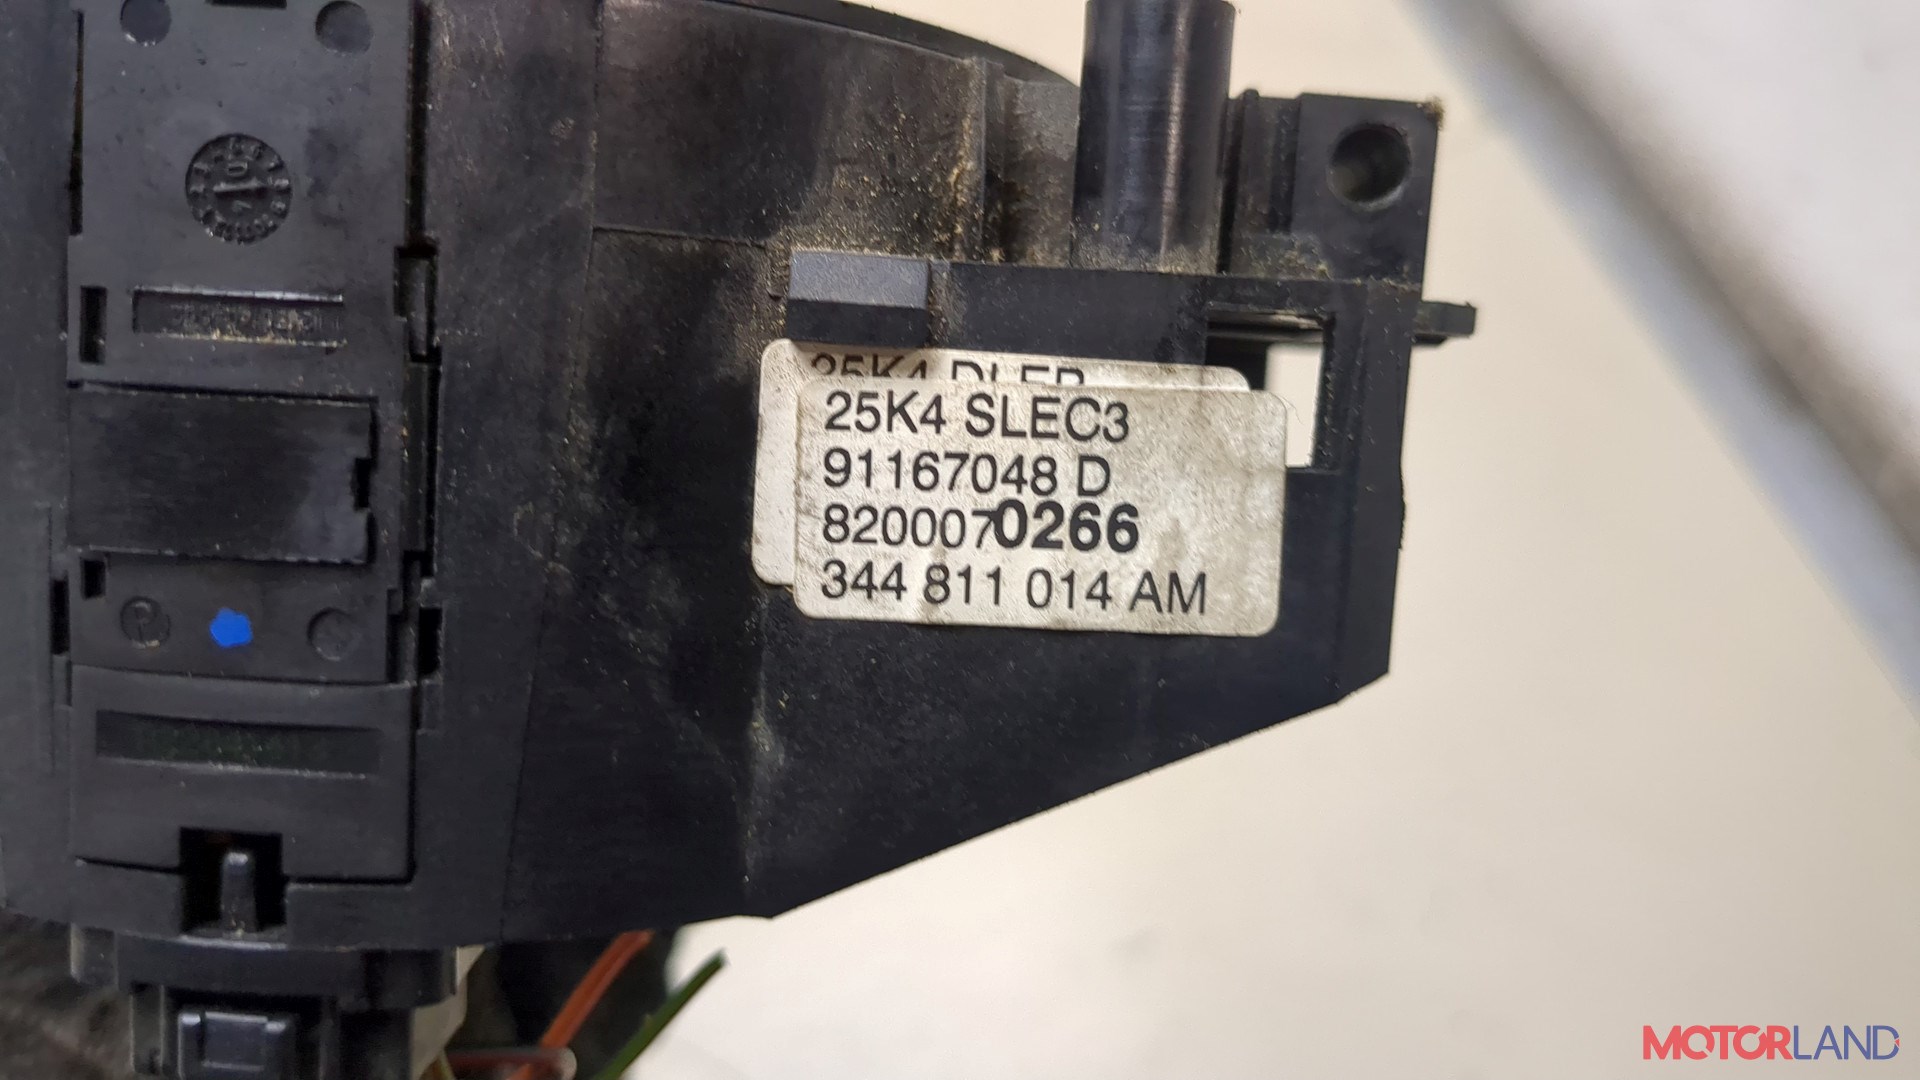 25K4 SLEC3
91167048 D
8200070266
344 811 014 AM
MOTORLAND